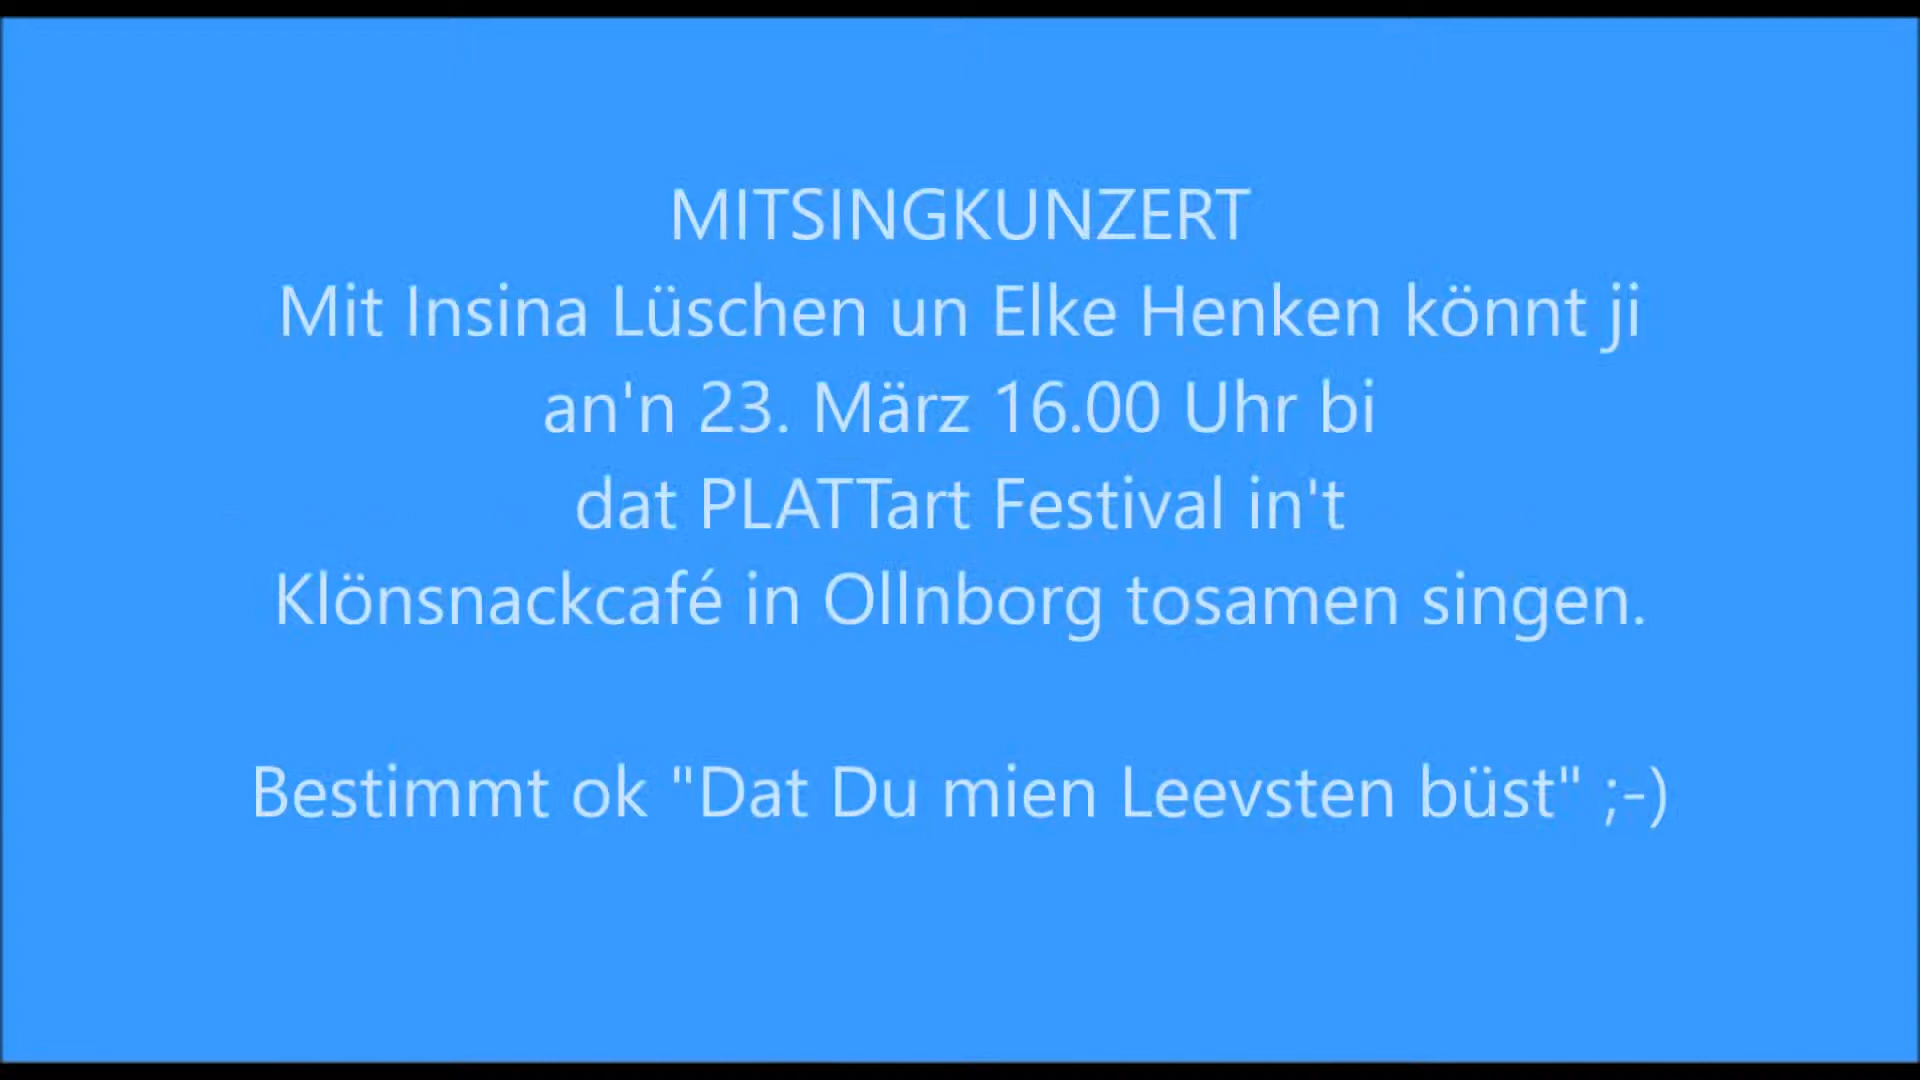 MITSINGKUNZERT
Mit Insina Lüschen un Elke Henken könnt ji
an'n 23. März 16.00 Uhr bi
dat PLATTart Festival in't
Klönsnackcafé in Ollnborg tosamen singen.
Bestimmt ok "Dat Du mien Leevsten büst" ;-)